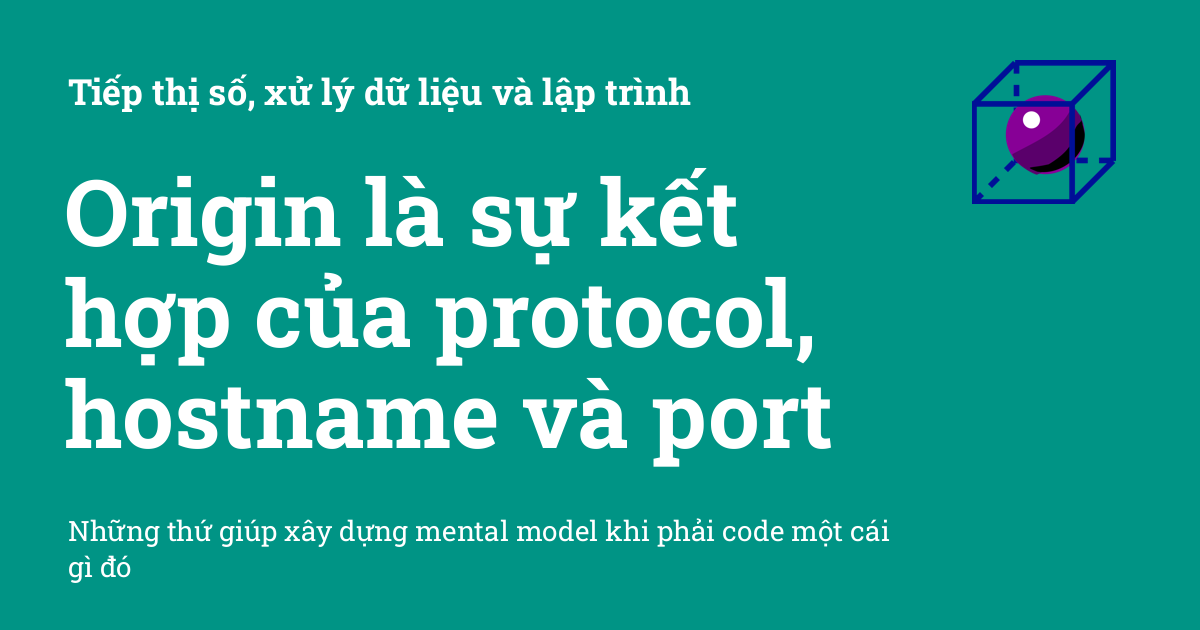 Tiếp thị số, xử lý dữ liệu và lập trình
Origin là sự kết
hợp của protocol,
hostname và port
Những thứ giúp xây dựng mental model khi phải code một cái
gì đó